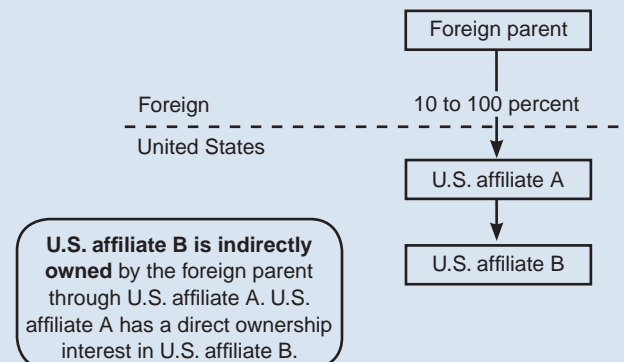 Foreign parent
Foreign
10 to 100 percent
United States
U.S. affiliate A
U.S. affiliate B
U.S. affiliate B is indirectly
owned by the foreign parent
through U.S. affiliate A. U.S.
affiliate A has a direct ownership
interest in U.S. affiliate B.